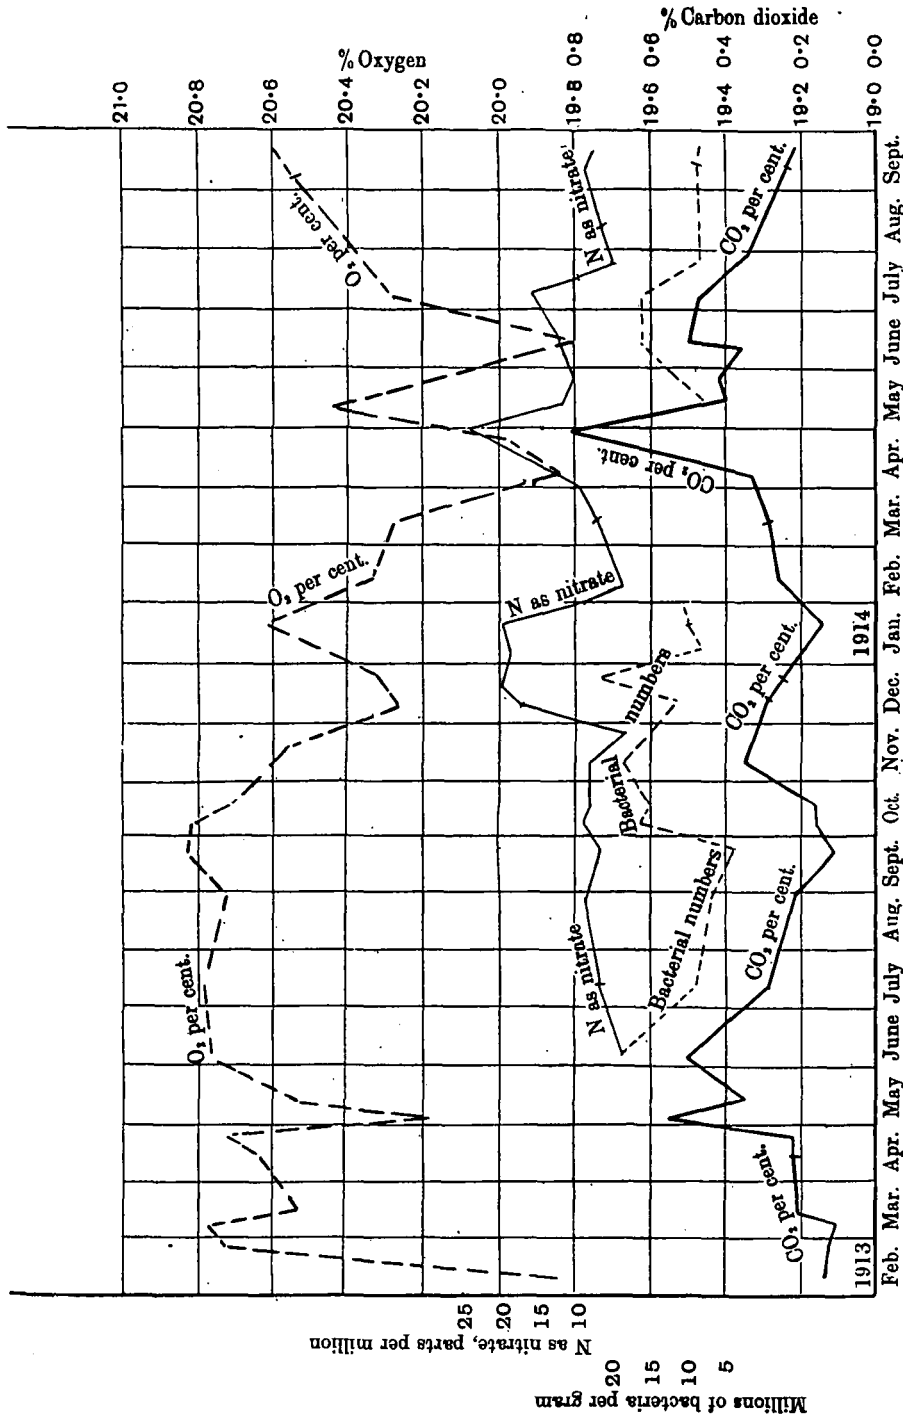 % Carbon dioxide
0·8 0·6 0·4 0·2 0·0
% Oxygen
21·0 20·8 20·6 20·4 20·2 20·0 19·8 19·6 19·4 19·2 19·0
O₂ per cent.
O₂ per cent.
O₂ per cent.
N as nitrate
N as nitrate
N as nitrate
Bacterial numbers
Bacterial numbers
CO₂ per cent.
CO₂ per cent.
CO₂ per cent.
CO₂ per cent.
CO₂ per cent.
N as nitrate, parts per million
25 20 15 10
Millions of bacteria
per gram
20 15 10 5
1913
1914
Feb. Mar. Apr. May June July Aug. Sept. Oct. Nov. Dec. Jan. Feb. Mar. Apr. May June July Aug. Sept.